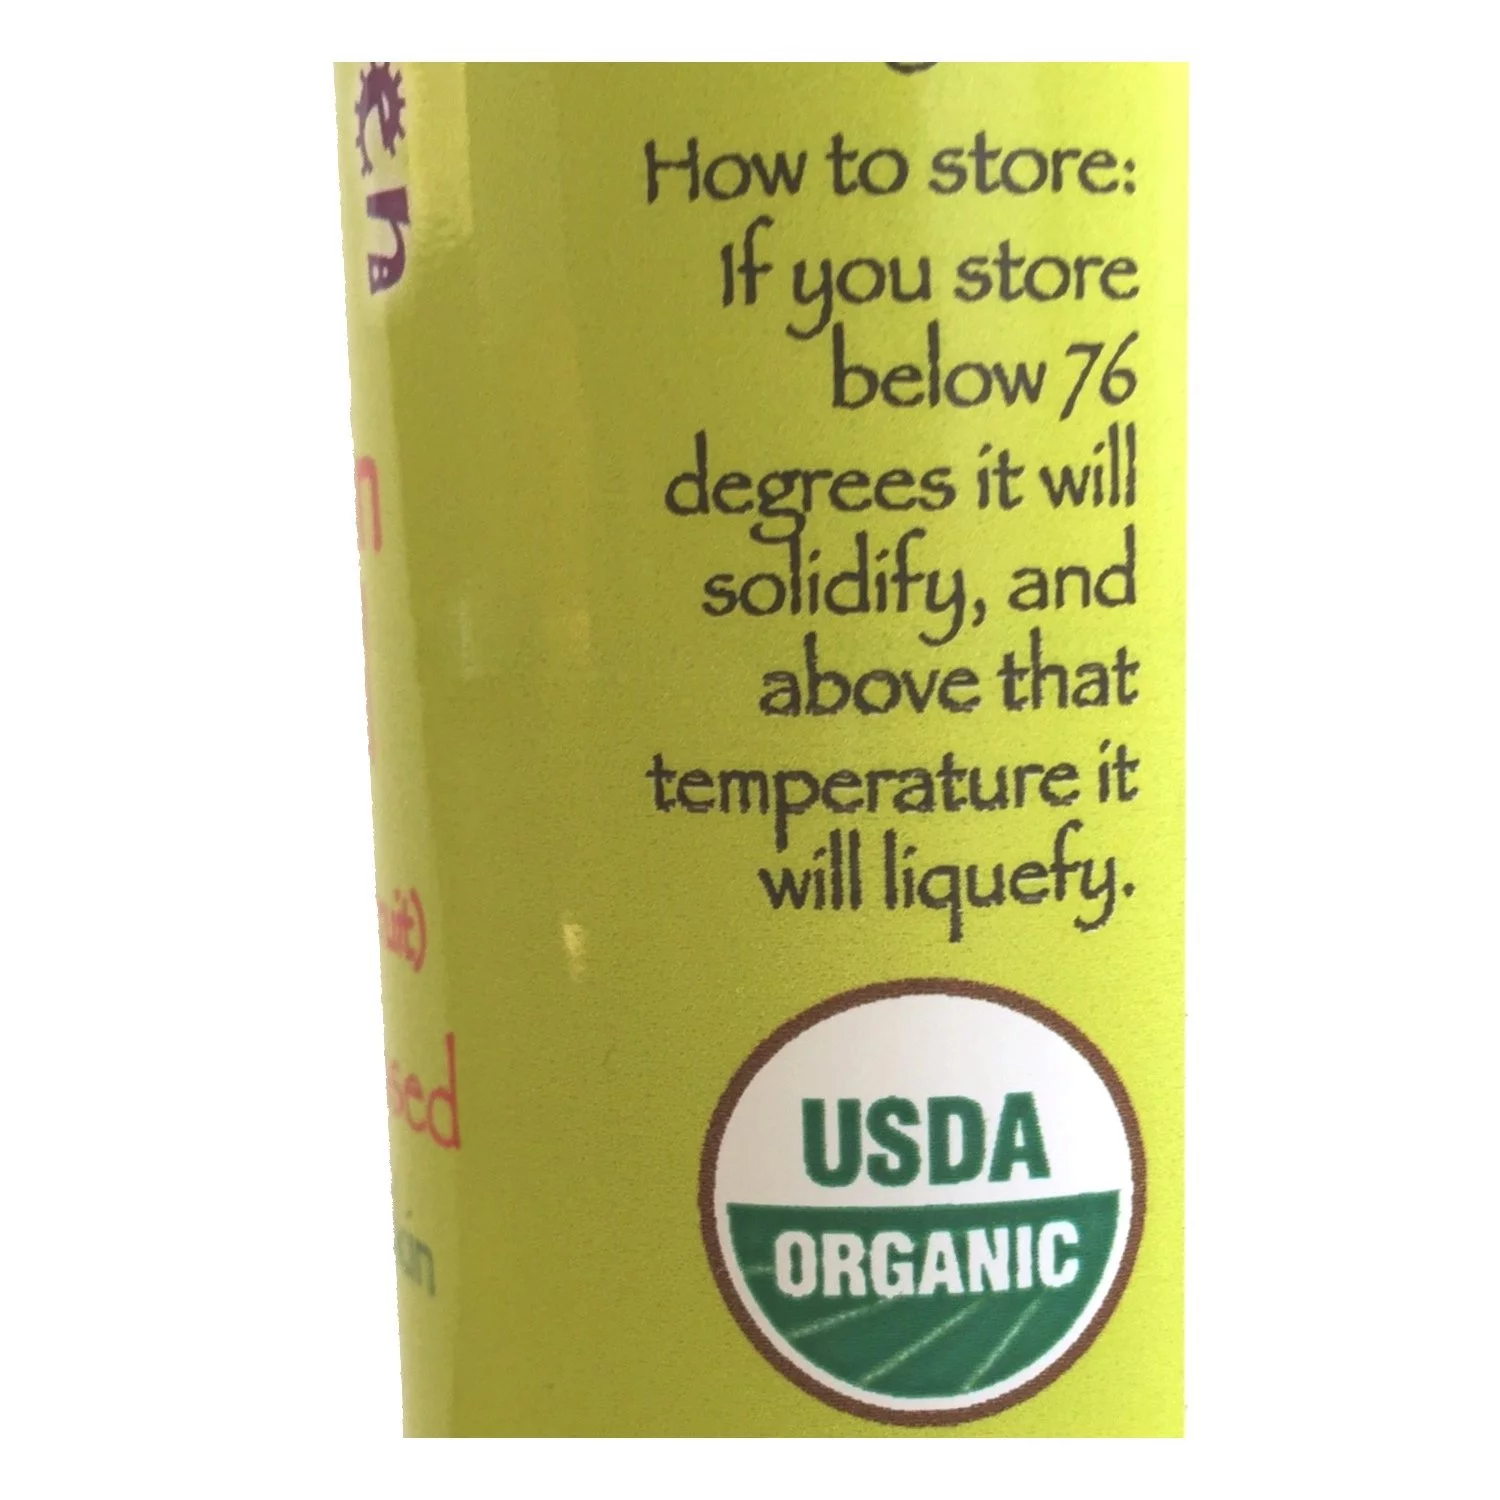 How to store:
If you store
below 76
degrees it will
solidify, and
above that
temperature it
will liquefy.
USDA
ORGANIC